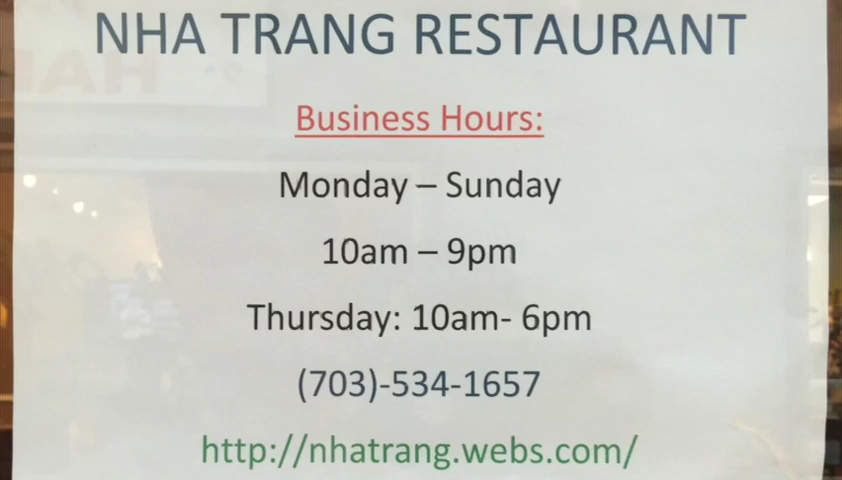 NHA TRANG RESTAURANT
Business Hours:
Monday – Sunday
10am – 9pm
Thursday: 10am- 6pm
(703)-534-1657
http://nhatrang.webs.com/